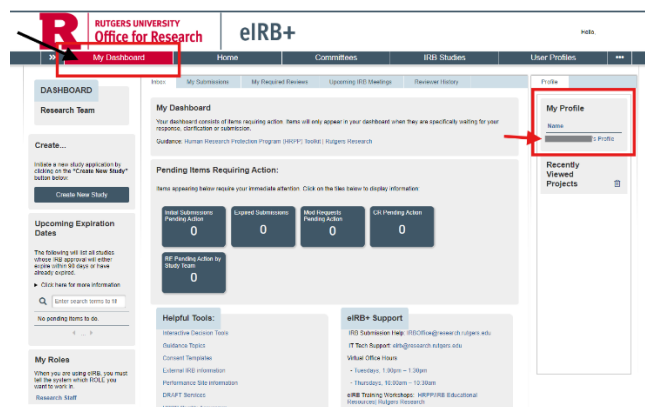 RUTGERS UNIVERSITY
Office for Research
eIRB+
Hello,
»
My Dashboard
Home
Committees
IRB Studies
User Profiles
•••
DASHBOARD
Research Team
Create...
Initiate a new study application by
clicking on the "Create New Study"
button below.
Create New Study
Upcoming Expiration
Dates
The following will list all studies
whose IRB approval will either
expire within 90 days or have
already expired.
Click here for more information
Enter search terms to fil
No pending items to do.
My Roles
When you are using eIRB, you must
tell the system which ROLE you
want to work in.
Research Staff
Inbox
My Submissions
My Required Reviews
Upcoming IRB Meetings
Reviewer History
My Dashboard
Your dashboard consists of items requiring action. Items will only appear in your dashboard when they are specifically waiting for your
response, clarification or submission.
Guidance: Human Research Protection Program (HRPP) Toolkit | Rutgers Research
Pending Items Requiring Action:
Items appearing below require your immediate attention. Click on the tiles below to display information:
Initial Submissions
Pending Action
0
Expired Submissions
0
Mod Requests
Pending Action
0
CR Pending Action
0
RE Pending Action by
Study Team
0
Helpful Tools:
Interactive Decision Tools
Guidance Topics
Consent Templates
External IRB information
Performance Site information
DRAFT Services
eIRB+ Support
IRB Submission Help: IRBOffice@research.rutgers.edu
IT Tech Support: eirb@research.rutgers.edu
Virtual Office Hours
- Tuesdays, 1:00pm – 1:30pm
- Thursdays, 10:00am – 10:30am
eIRB Training Workshops: HRPP/IRB Educational
Resources| Rutgers Research
Profile
My Profile
Name
's Profile
Recently
Viewed
Projects